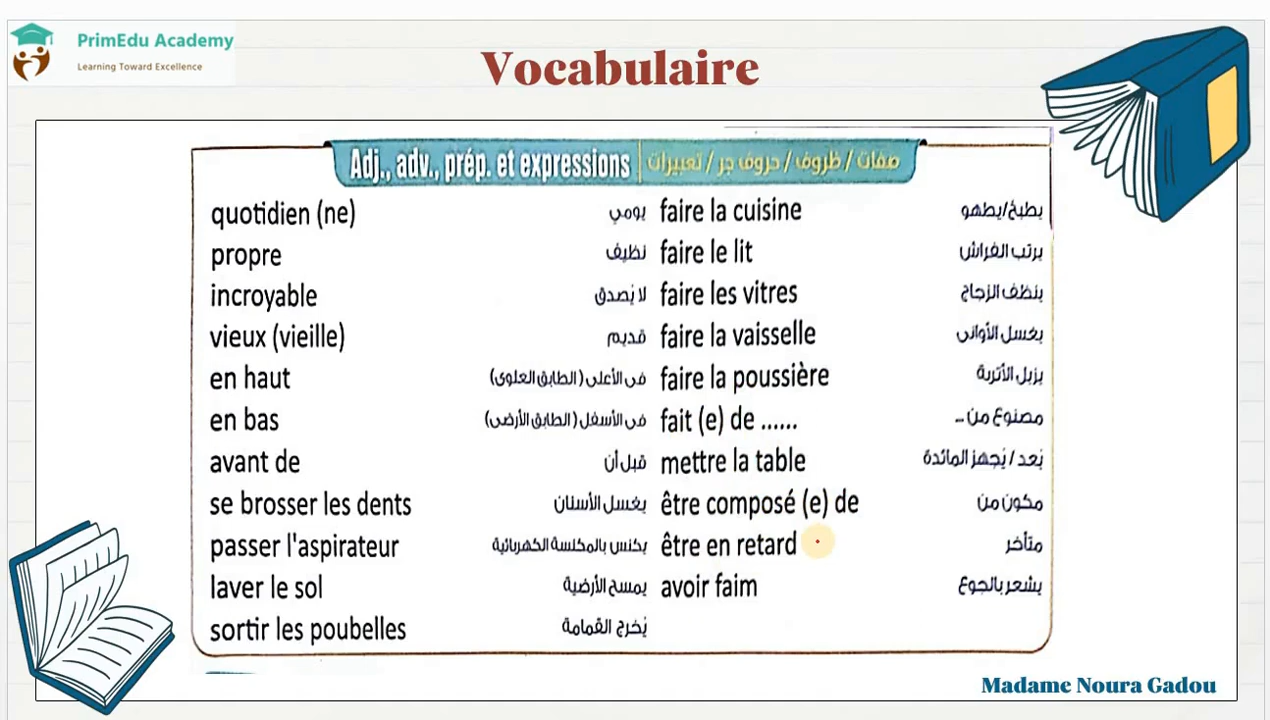 PrimEdu Academy
Learning Toward Excellence
Vocabulaire
Adj., adv., prép. et expressions صفات / ظروف / حروف جر / تعبيرات
quotidien (ne) يومي
propre نظيف
incroyable لا يُصدق
vieux (vieille) قديم
en haut فى الأعلى (الطابق العلوى)
en bas فى الأسفل (الطابق الأرضى)
avant de قبل أن
se brosser les dents يغسل الأسنان
passer l'aspirateur يكنس بالمكنسة الكهربائية
laver le sol يمسح الأرضية
sortir les poubelles يُخرج القمامة
faire la cuisine يطبخ/يطهو
faire le lit يرتب الفراش
faire les vitres ينظف الزجاج
faire la vaisselle يغسل الأوانى
faire la poussière يزيل الأتربة
fait (e) de ...... مصنوع من ...
mettre la table يُعد / يُجهز المائدة
être composé (e) de مكون من
être en retard متأخر
avoir faim يشعر بالجوع
Madame Noura Gadou